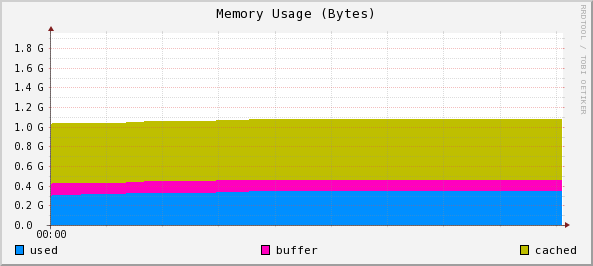 Memory Usage (Bytes)
RRDTOOL / TOBI OETIKER
1.8 G
1.6 G
1.4 G
1.2 G
1.0 G
0.8 G
0.6 G
0.4 G
0.2 G
0.0
00:00
used buffer cached